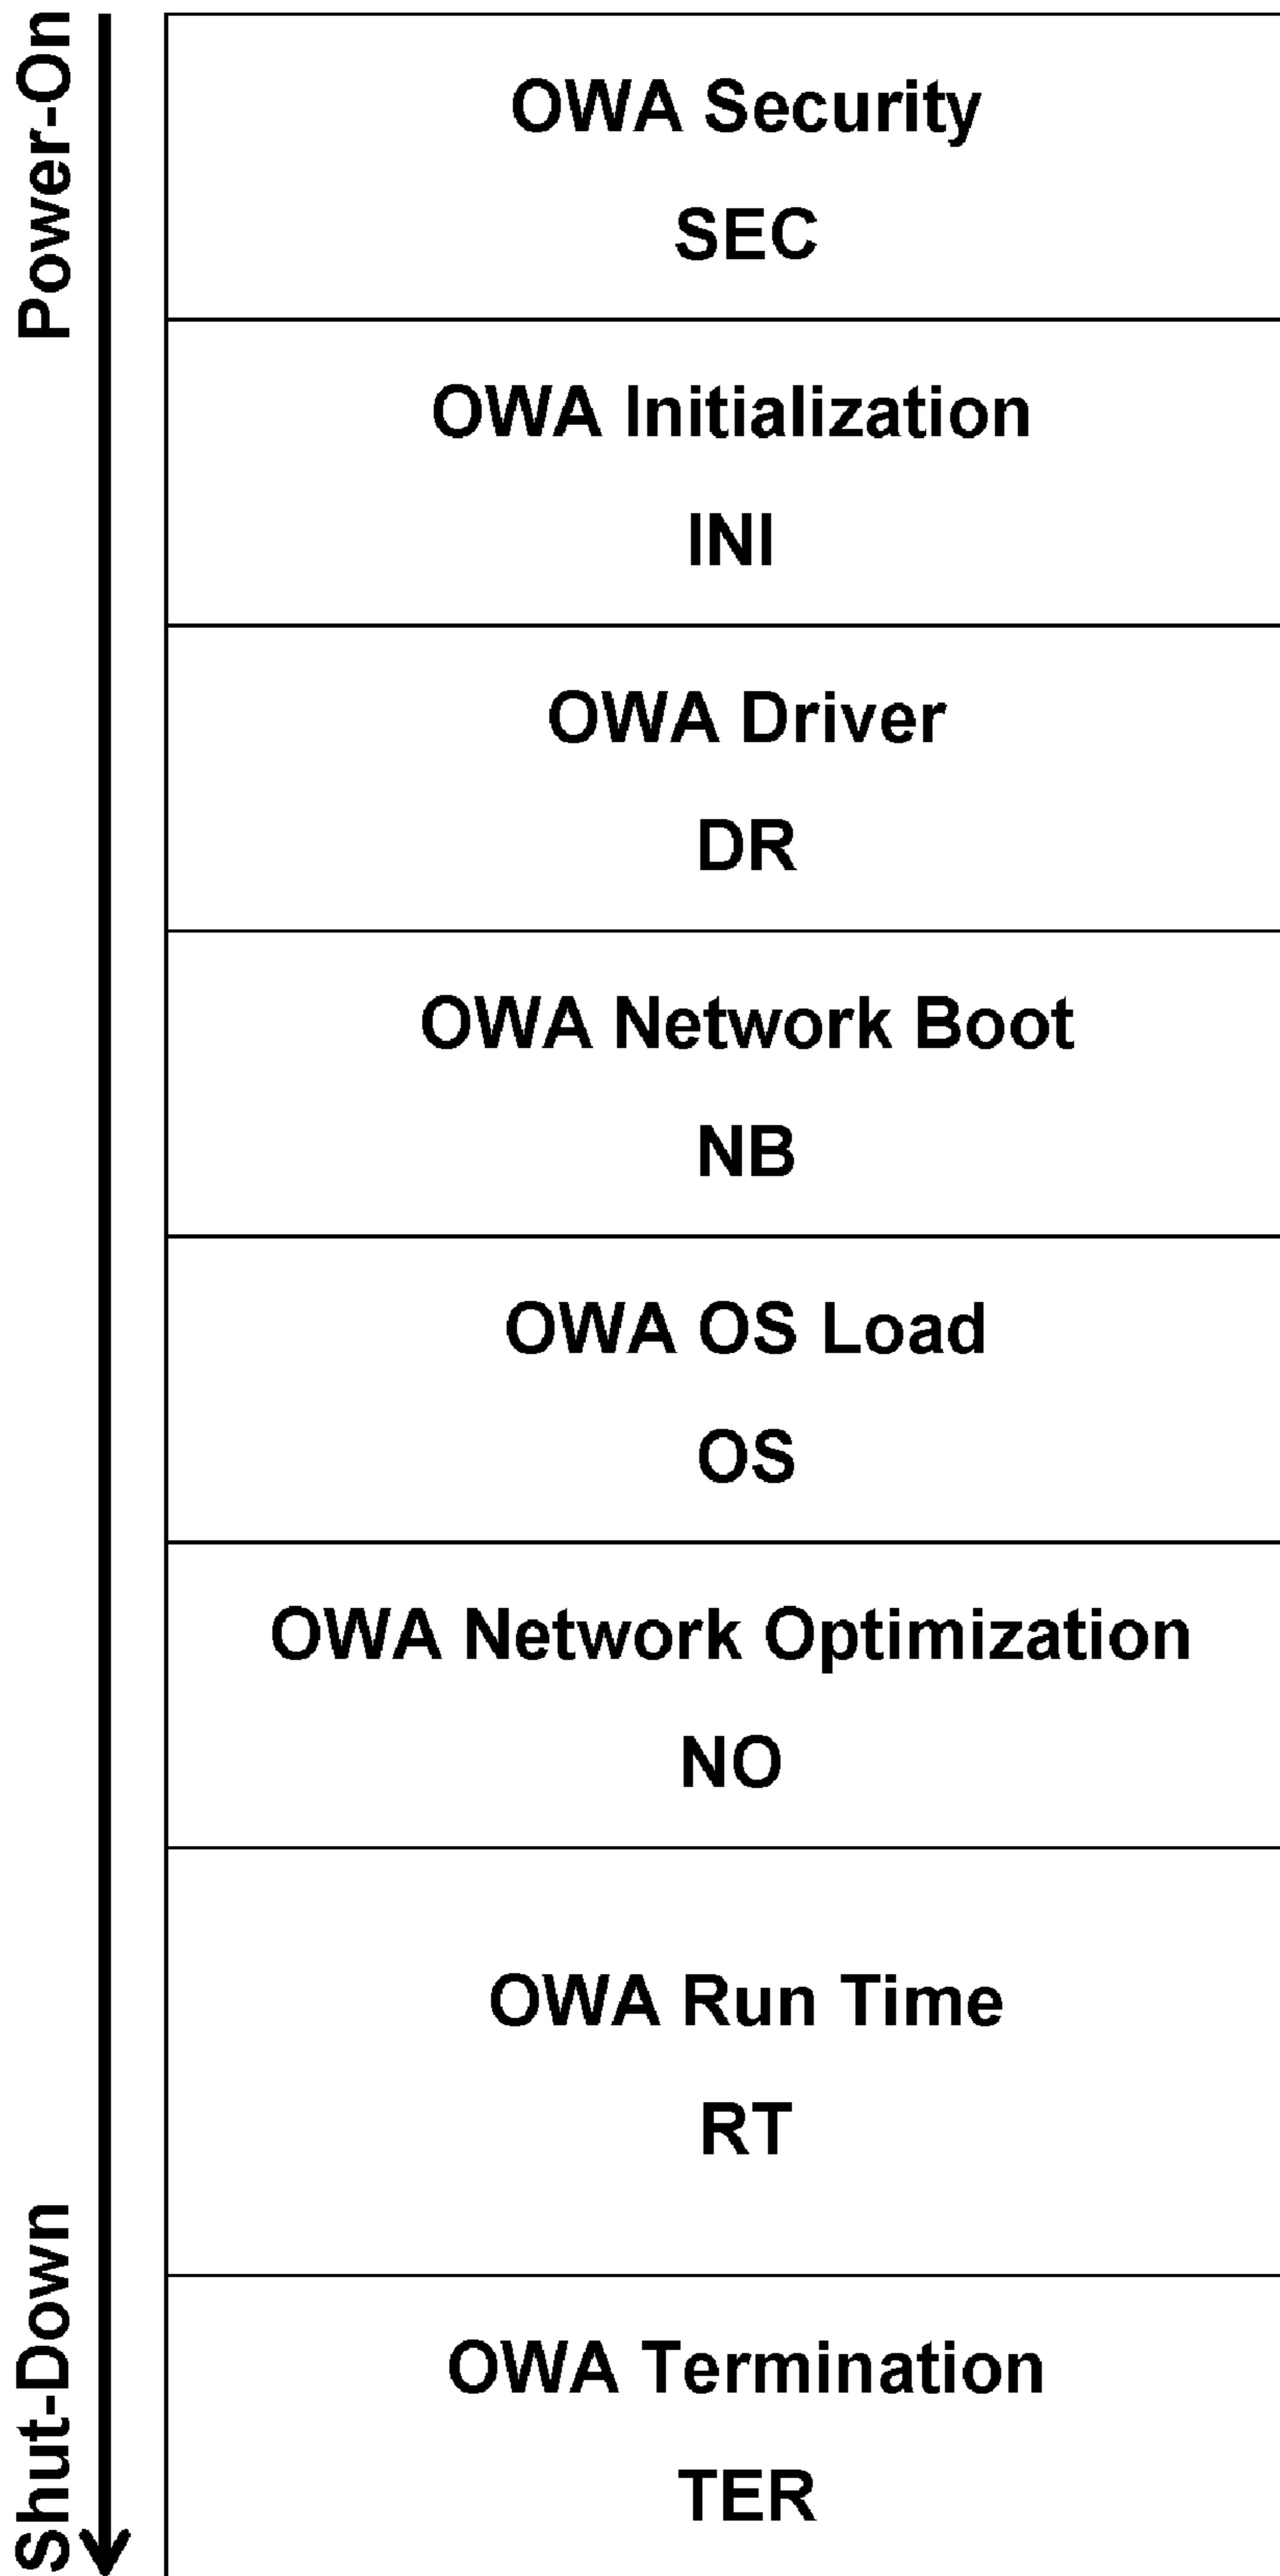 Power-On
OWA Security
SEC
OWA Initialization
INI
OWA Driver
DR
OWA Network Boot
NB
OWA OS Load
OS
OWA Network Optimization
NO
OWA Run Time
RT
Shut-Down
OWA Termination
TER